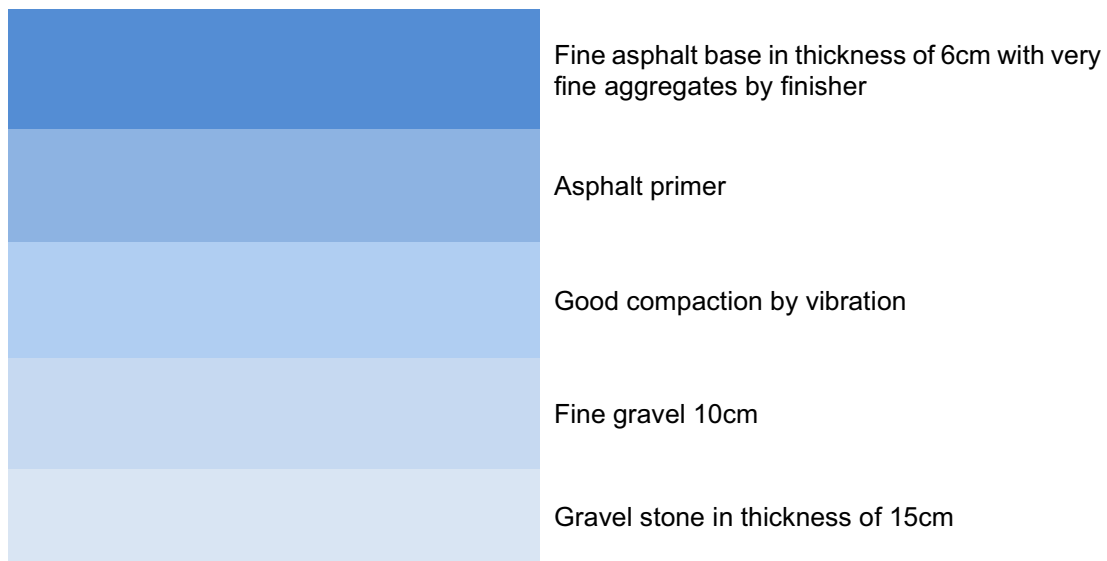 Fine asphalt base in thickness of 6cm with very
fine aggregates by finisher
Asphalt primer
Good compaction by vibration
Fine gravel 10cm
Gravel stone in thickness of 15cm